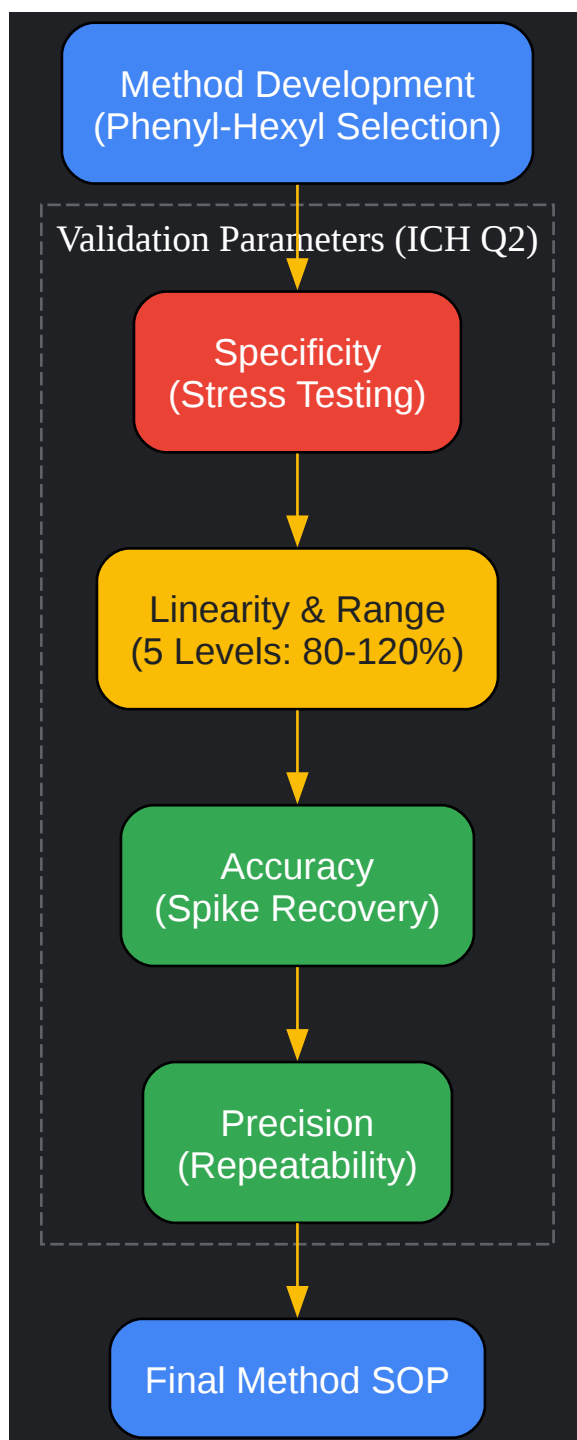 Method Development
(Phenyl-Hexyl Selection)
Validation Parameters (ICH Q2)
Specificity
(Stress Testing)
Linearity & Range
(5 Levels: 80-120%)
Accuracy
(Spike Recovery)
Precision
(Repeatability)
Final Method SOP